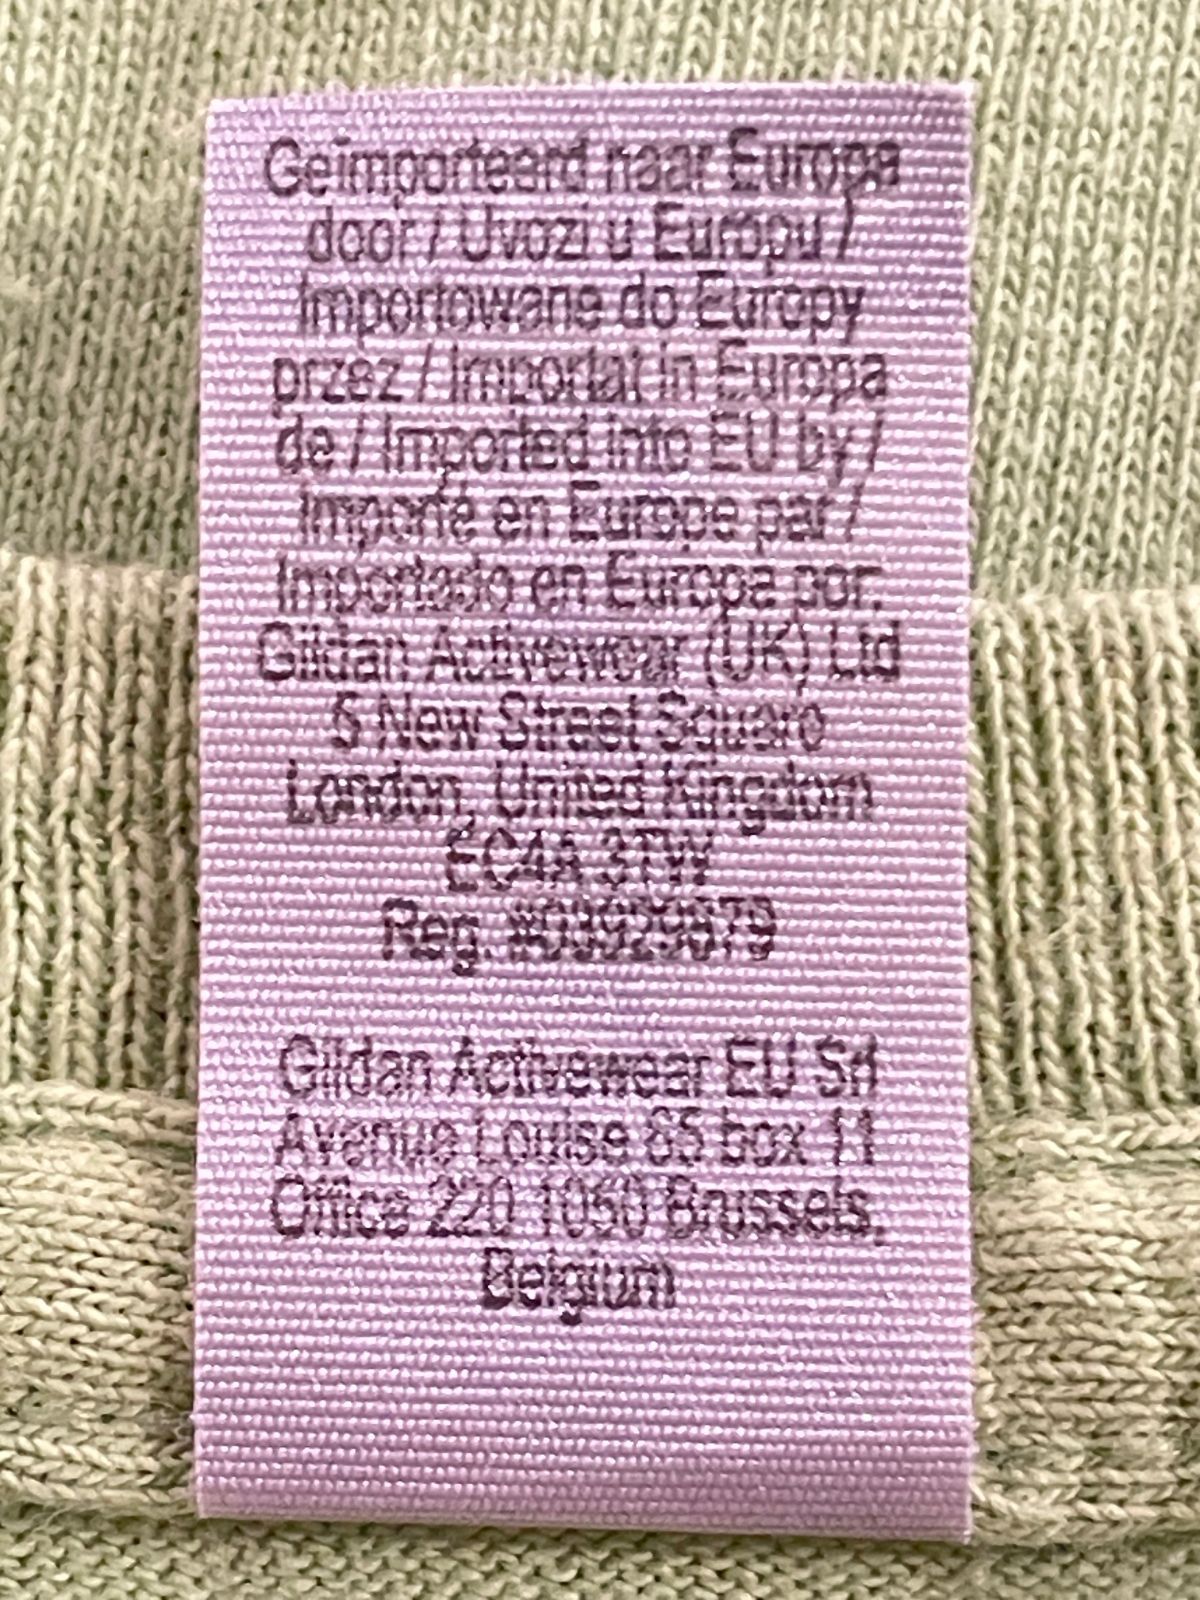 Geïmporteerd naar Europa
door / Uvozi u Europu /
Importowane do Europy
przez / Importat in Europa
de / Imported into EU by /
Importé en Europe par /
Importado en Europa por:
Gildan Activewear (UK) Ltd
New Street Square
London, United Kingdom
EC4A 3TW
Reg.
Gildan Activewear EU Srl
Avenue Louise 65 box 11
Office 220 1050 Brussels,
Belgium